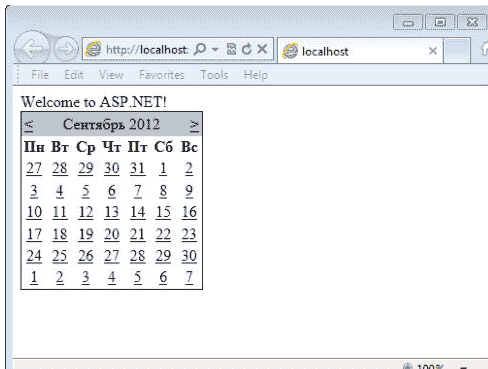 http://localhost:
localhost
File Edit View Favorites Tools Help
Welcome to ASP.NET!
< Сентябрь 2012 >
Пн Вт Ср Чт Пт Сб Вс
27 28 29 30 31 1 2
3 4 5 6 7 8 9
10 11 12 13 14 15 16
17 18 19 20 21 22 23
24 25 26 27 28 29 30
1 2 3 4 5 6 7
100%